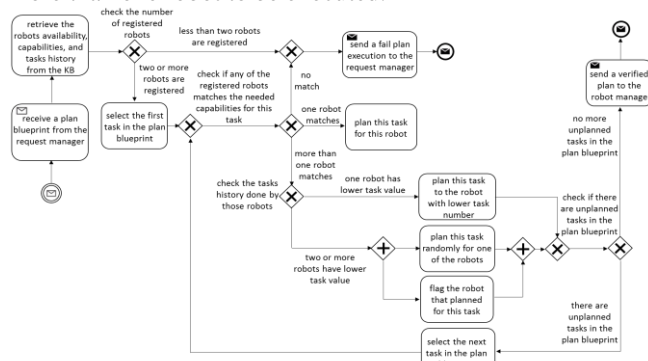 to be executed.
retrieve the
robots availability,
capabilities, and
tasks history
from the KB
check the number
of registered
robots
less than two robots
are registered
send a fail plan
execution to the
request manager
send a verified
plan to the
robot manager
two or more
robots are
registered
check if any of the
registered robots
matches the needed
capabilities for this
task
no
match
receive a plan
blueprint from the
request manager
select the first
task in the plan
blueprint
one robot
matches
plan this task
for this robot
no more
unplanned
tasks in the
plan blueprint
more than
one robot
matches
check the tasks
history done by
those robots
one robot has
lower task value
plan this task
to the robot
with lower task
number
check if there
are unplanned
tasks in the
plan blueprint
two or more
robots have lower
task value
plan this task
randomly for one
of the robots
flag the robot
that planned
for this task
there are
unplanned
tasks in the
plan blueprint
select the next
task in the plan